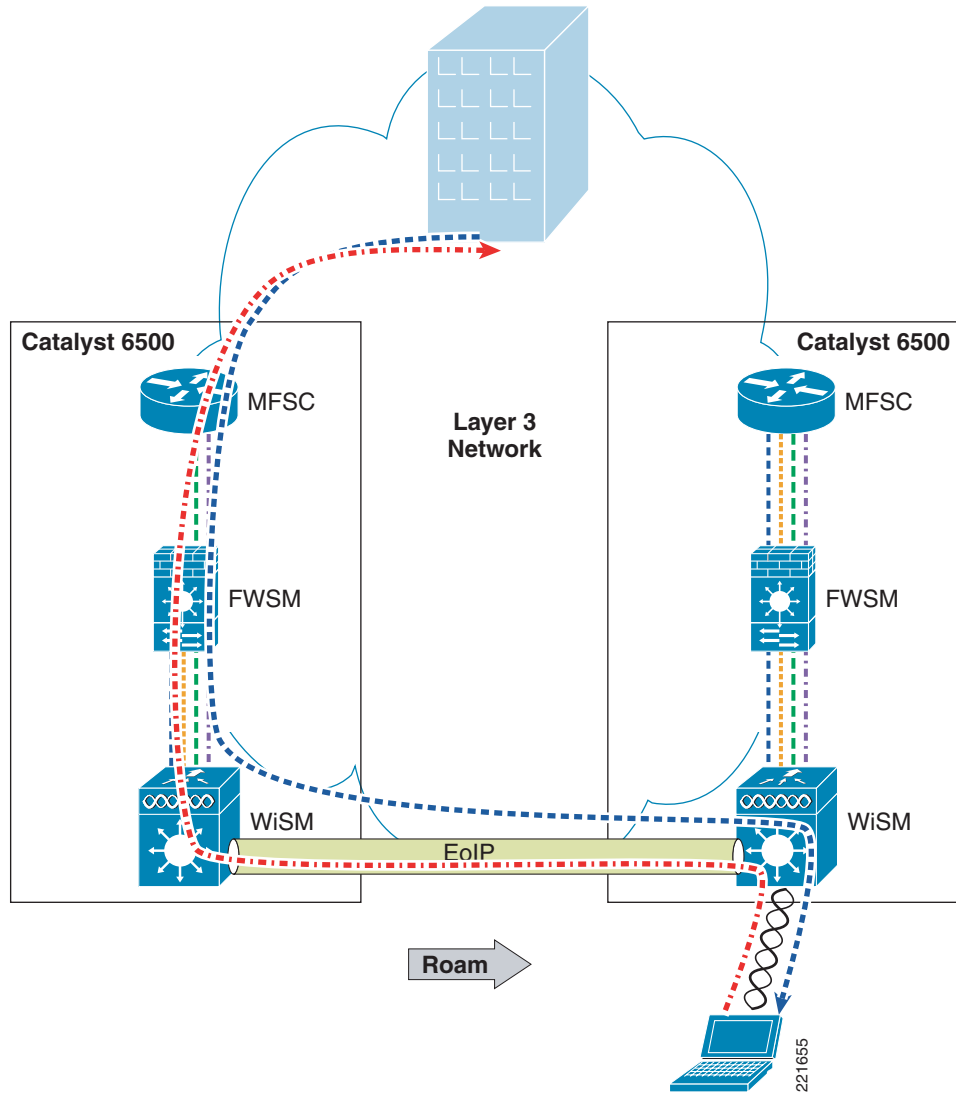 Catalyst 6500
Catalyst 6500
MFSC
MFSC
Layer 3
Network
FWSM
FWSM
WiSM
WiSM
EoIP
Roam
221655